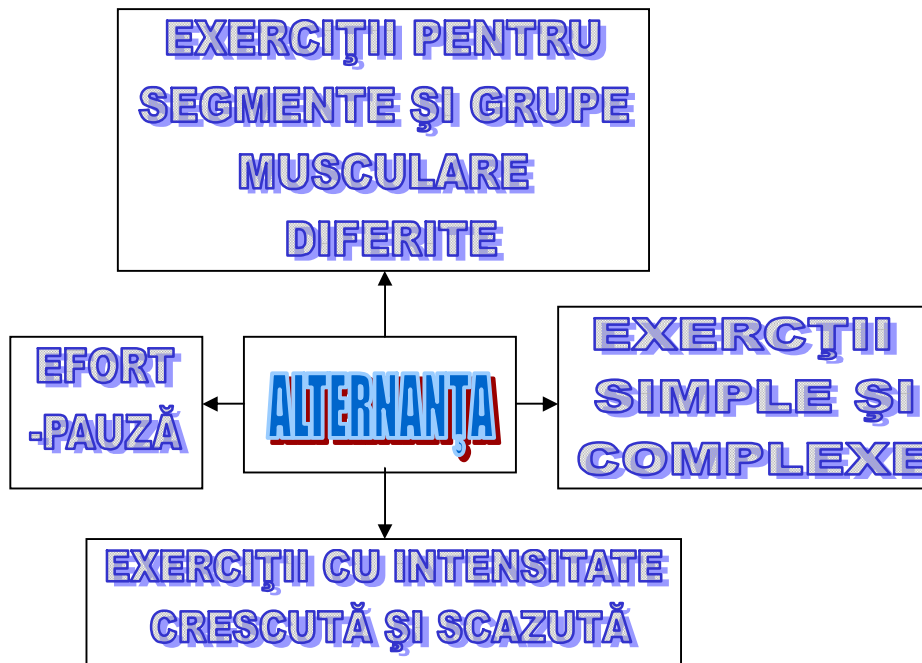 EXERCIŢII PENTRU
SEGMENTE ŞI GRUPE
MUSCULARE
DIFERITE
EFORT
-PAUZĂ
ALTERNANŢA
EXERCŢII
SIMPLE ŞI
COMPLEXE
EXERCIŢII CU INTENSITATE
CRESCUTĂ ŞI SCAZUTĂ